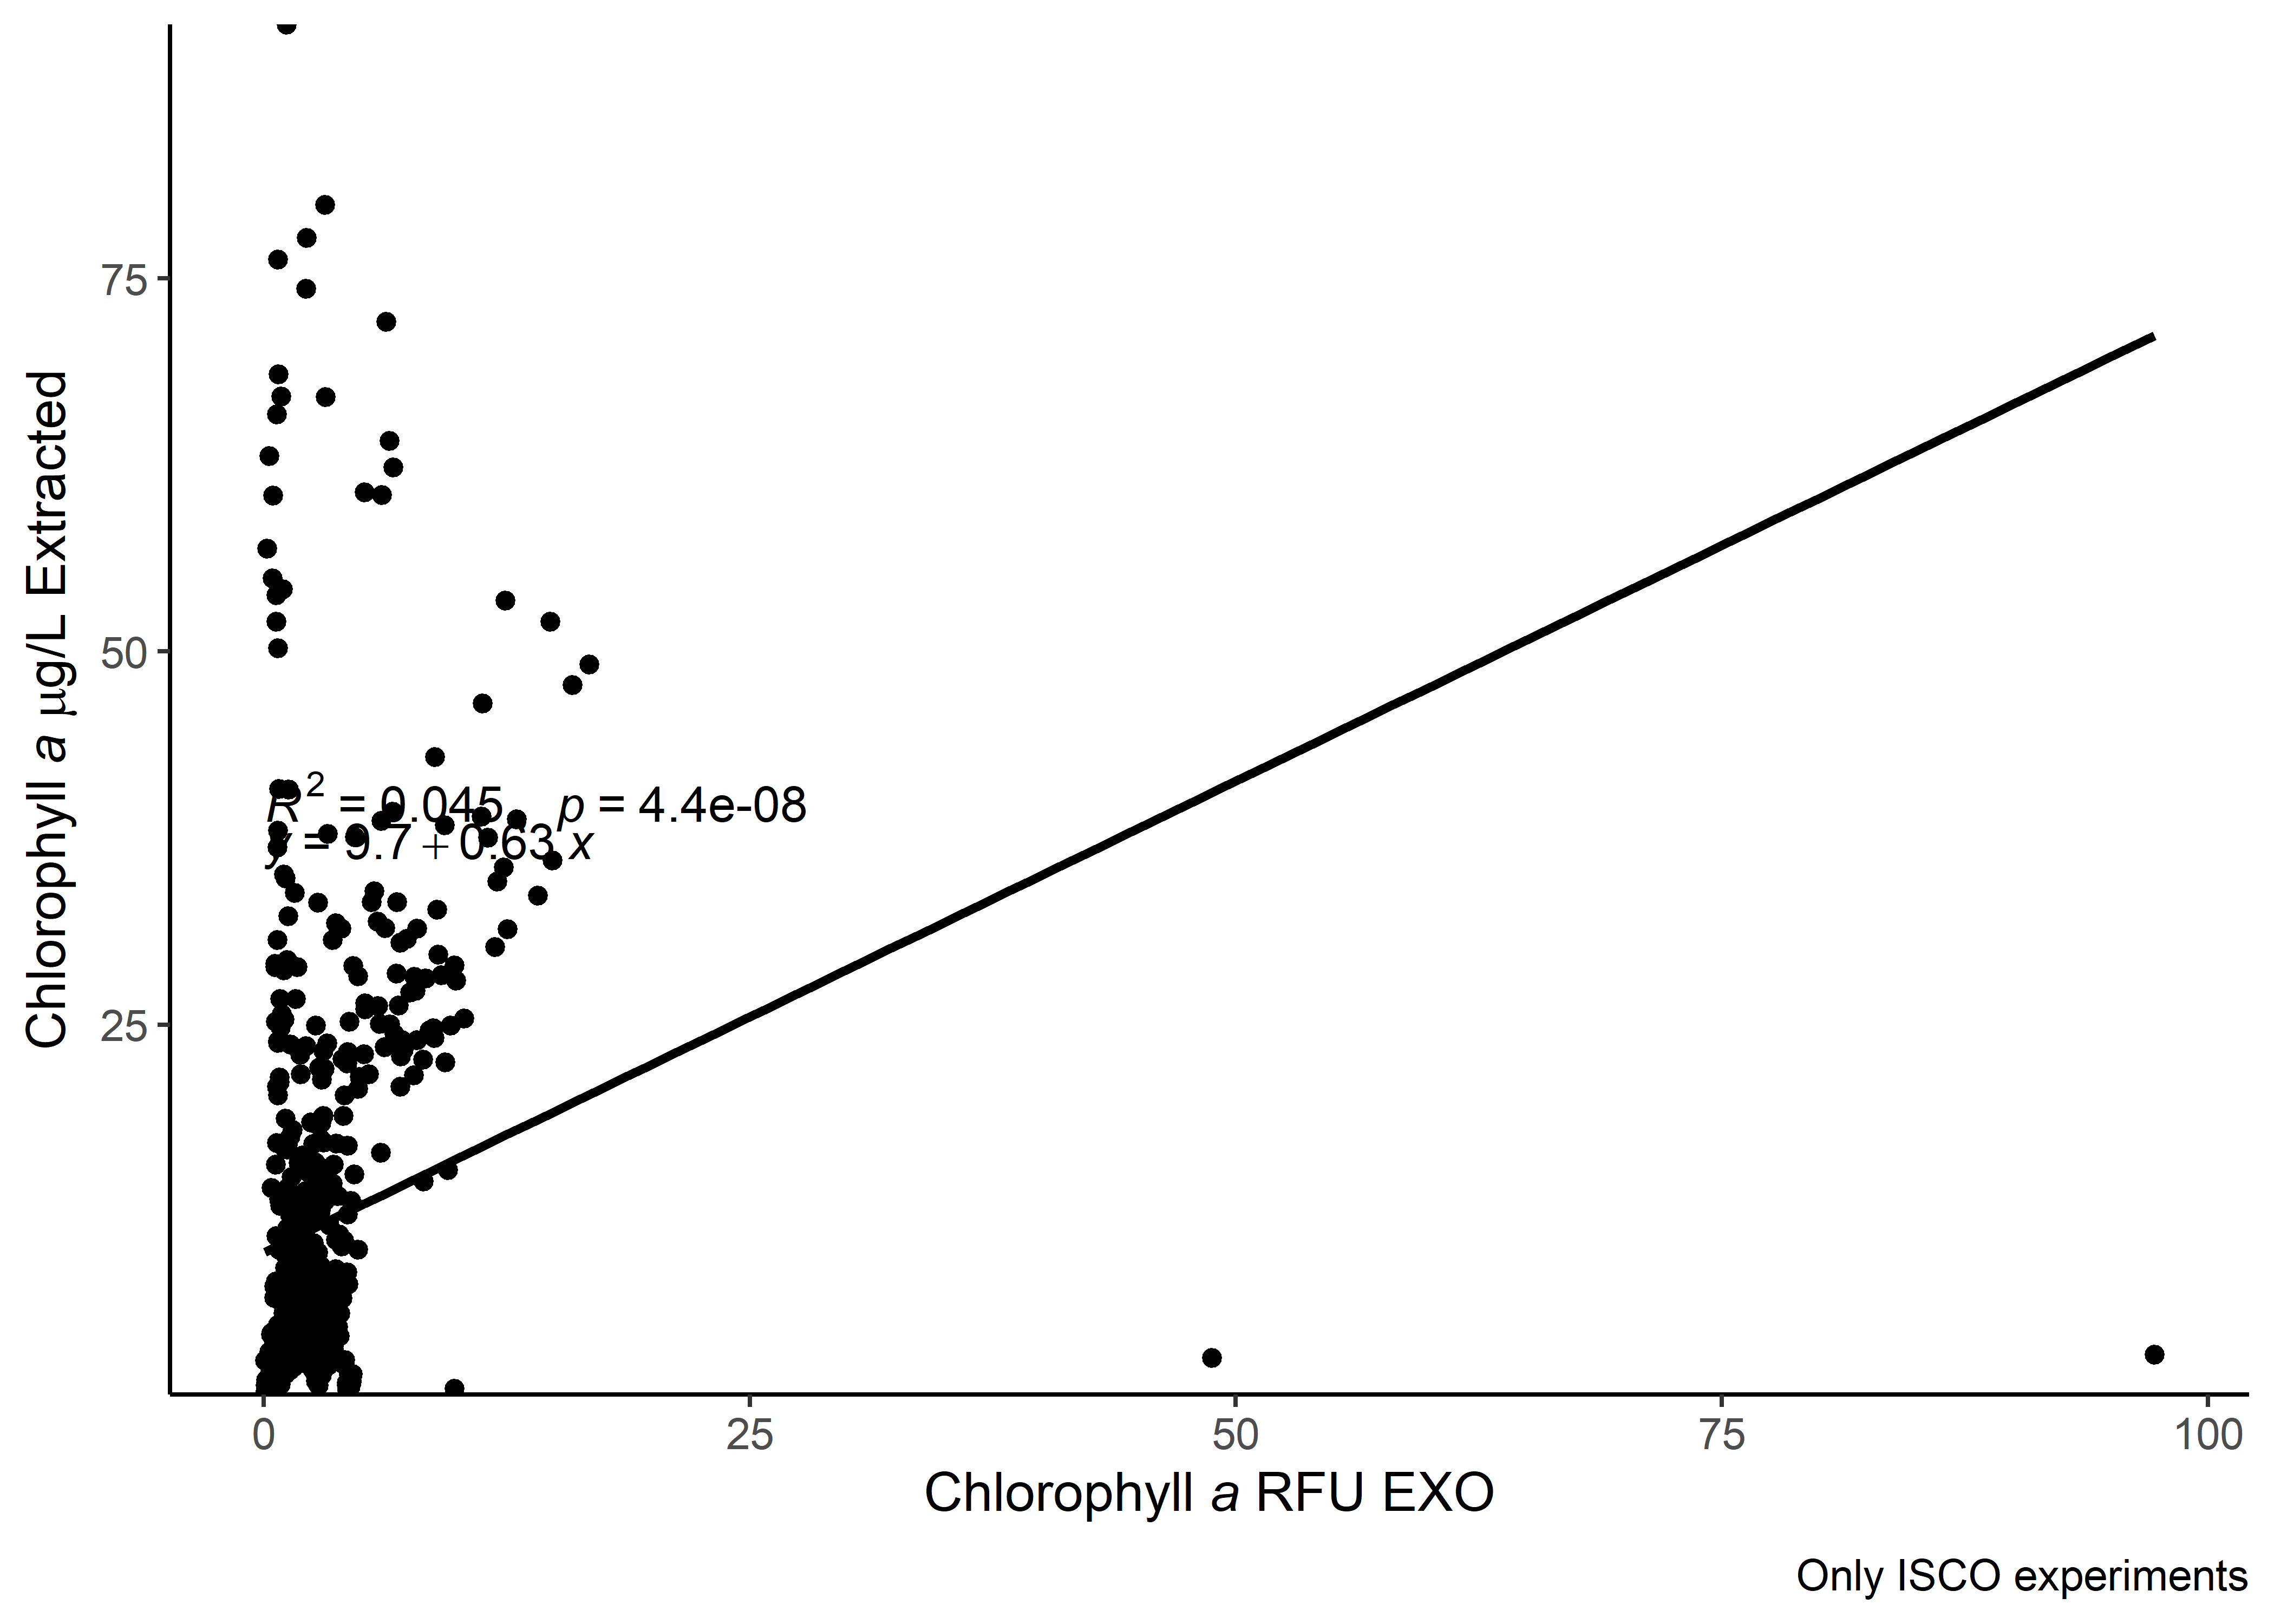 75
50
25
Chlorophyll a μg/L Extracted
R² = 0.045 p = 4.4e-08
y = 9.7 + 0.63 x
0 25 50 75 100
Chlorophyll a RFU EXO
Only ISCO experiments